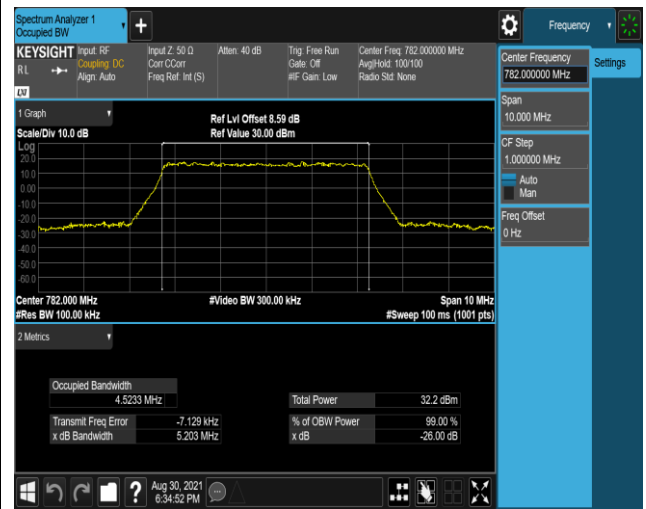 Spectrum Analyzer 1
Occupied BW
Frequency
KEYSIGHT
RL
LXI
Input: RF
Coupling: DC
Align: Auto
Input Z: 50 Ω
Corr CCorr
Freq Ref: Int (S)
Atten: 40 dB
Trig: Free Run
Gate: Off
#IF Gain: Low
Center Freq: 782.000000 MHz
Avg|Hold: 100/100
Radio Std: None
Center Frequency
782.000000 MHz
Settings
Span
10.000 MHz
CF Step
1.000000 MHz
Auto
Man
Freq Offset
0 Hz
1 Graph
Scale/Div 10.0 dB
Ref Lvl Offset 8.59 dB
Ref Value 30.00 dBm
Log
20.0
10.0
0.00
-10.0
-20.0
-30.0
-40.0
-50.0
-60.0
Center 782.000 MHz
#Video BW 300.00 kHz
Span 10 MHz
#Res BW 100.00 kHz
#Sweep 100 ms (1001 pts)
2 Metrics
Occupied Bandwidth
4.5233 MHz
Total Power 32.2 dBm
Transmit Freq Error -7.129 kHz
% of OBW Power 99.00 %
x dB Bandwidth 5.203 MHz
x dB -26.00 dB
?
Aug 30, 2021
6:34:52 PM